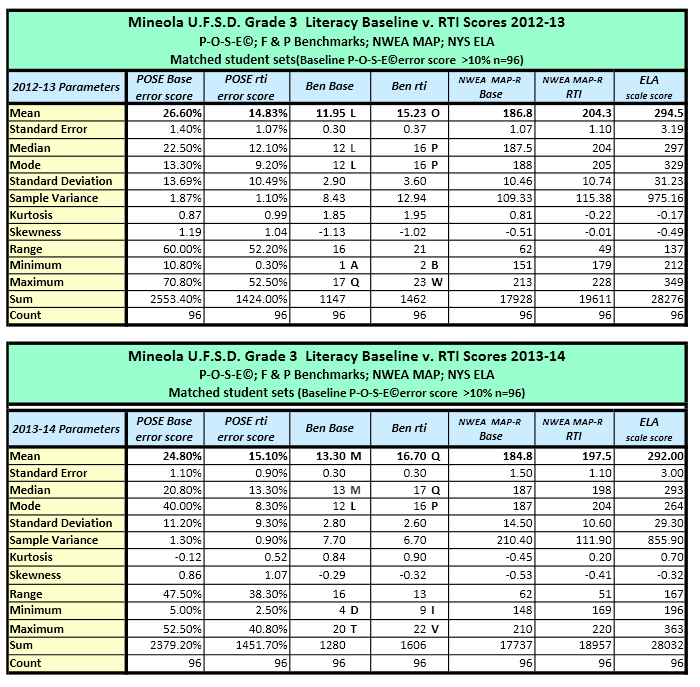 Mineola U.F.S.D. Grade 3 Literacy Baseline v. RTI Scores 2012-13
P-O-S-E©; F & P Benchmarks; NWEA MAP; NYS ELA
Matched student sets(Baseline P-O-S-E©error score >10% n=96)
2012-13 Parameters POSE Base error score POSE rti error score Ben Base Ben rti NWEA MAP-R Base NWEA MAP-R RTI ELA scale score
Mean 26.60% 14.83% 11.95 L 15.23 O 186.8 204.3 294.5
Standard Error 1.40% 1.07% 0.30 0.37 1.07 1.10 3.19
Median 22.50% 12.10% 12 L 16 P 187.5 204 297
Mode 13.30% 9.20% 12 L 16 P 188 205 329
Standard Deviation 13.69% 10.49% 2.90 3.60 10.46 10.74 31.23
Sample Variance 1.87% 1.10% 8.43 12.94 109.33 115.38 975.16
Kurtosis 0.87 0.99 1.85 1.95 0.81 -0.22 -0.17
Skewness 1.19 1.04 -1.13 -1.02 -0.51 -0.01 -0.49
Range 60.00% 52.20% 16 21 62 49 137
Minimum 10.80% 0.30% 1 A 2 B 151 179 212
Maximum 70.80% 52.50% 17 Q 23 W 213 228 349
Sum 2553.40% 1424.00% 1147 1462 17928 19611 28276
Count 96 96 96 96 96 96 96
Mineola U.F.S.D. Grade 3 Literacy Baseline v. RTI Scores 2013-14
P-O-S-E©; F & P Benchmarks; NWEA MAP; NYS ELA
Matched student sets (Baseline P-O-S-E©error score >10% n=96)
2013-14 Parameters POSE Base error score POSE rti error score Ben Base Ben rti NWEA MAP-R Base NWEA MAP-R RTI ELA scale score
Mean 24.80% 15.10% 13.30 M 16.70 Q 184.8 197.5 292.00
Standard Error 1.10% 0.90% 0.30 0.30 1.50 1.10 3.00
Median 20.80% 13.30% 13 M 17 Q 187 198 293
Mode 40.00% 8.30% 12 L 16 P 187 204 264
Standard Deviation 11.20% 9.30% 2.80 2.60 14.50 10.60 29.30
Sample Variance 1.30% 0.90% 7.70 6.70 210.40 111.90 855.90
Kurtosis -0.12 0.52 0.84 0.90 -0.45 0.20 0.70
Skewness 0.86 1.07 -0.29 -0.32 -0.53 -0.41 -0.32
Range 47.50% 38.30% 16 13 62 51 167
Minimum 5.00% 2.50% 4 D 9 I 148 169 196
Maximum 52.50% 40.80% 20 T 22 V 210 220 363
Sum 2379.20% 1451.70% 1280 1606 17737 18957 28032
Count 96 96 96 96 96 96 96